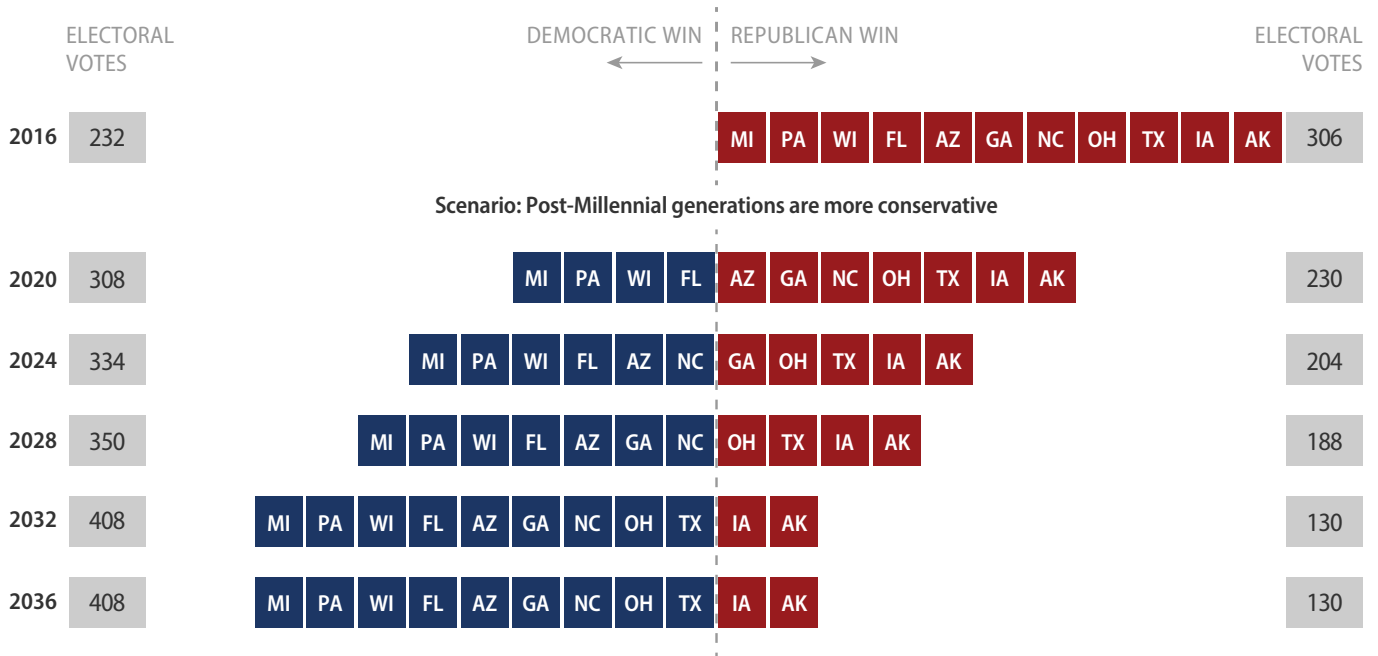 ELECTORAL VOTES DEMOCRATIC WIN REPUBLICAN WIN ELECTORAL VOTES
2016 232 MI PA WI FL AZ GA NC OH TX IA AK 306
Scenario: Post-Millennial generations are more conservative
2020 308 MI PA WI FL AZ GA NC OH TX IA AK 230
2024 334 MI PA WI FL AZ NC GA OH TX IA AK 204
2028 350 MI PA WI FL AZ GA NC OH TX IA AK 188
2032 408 MI PA WI FL AZ GA NC OH TX IA AK 130
2036 408 MI PA WI FL AZ GA NC OH TX IA AK 130